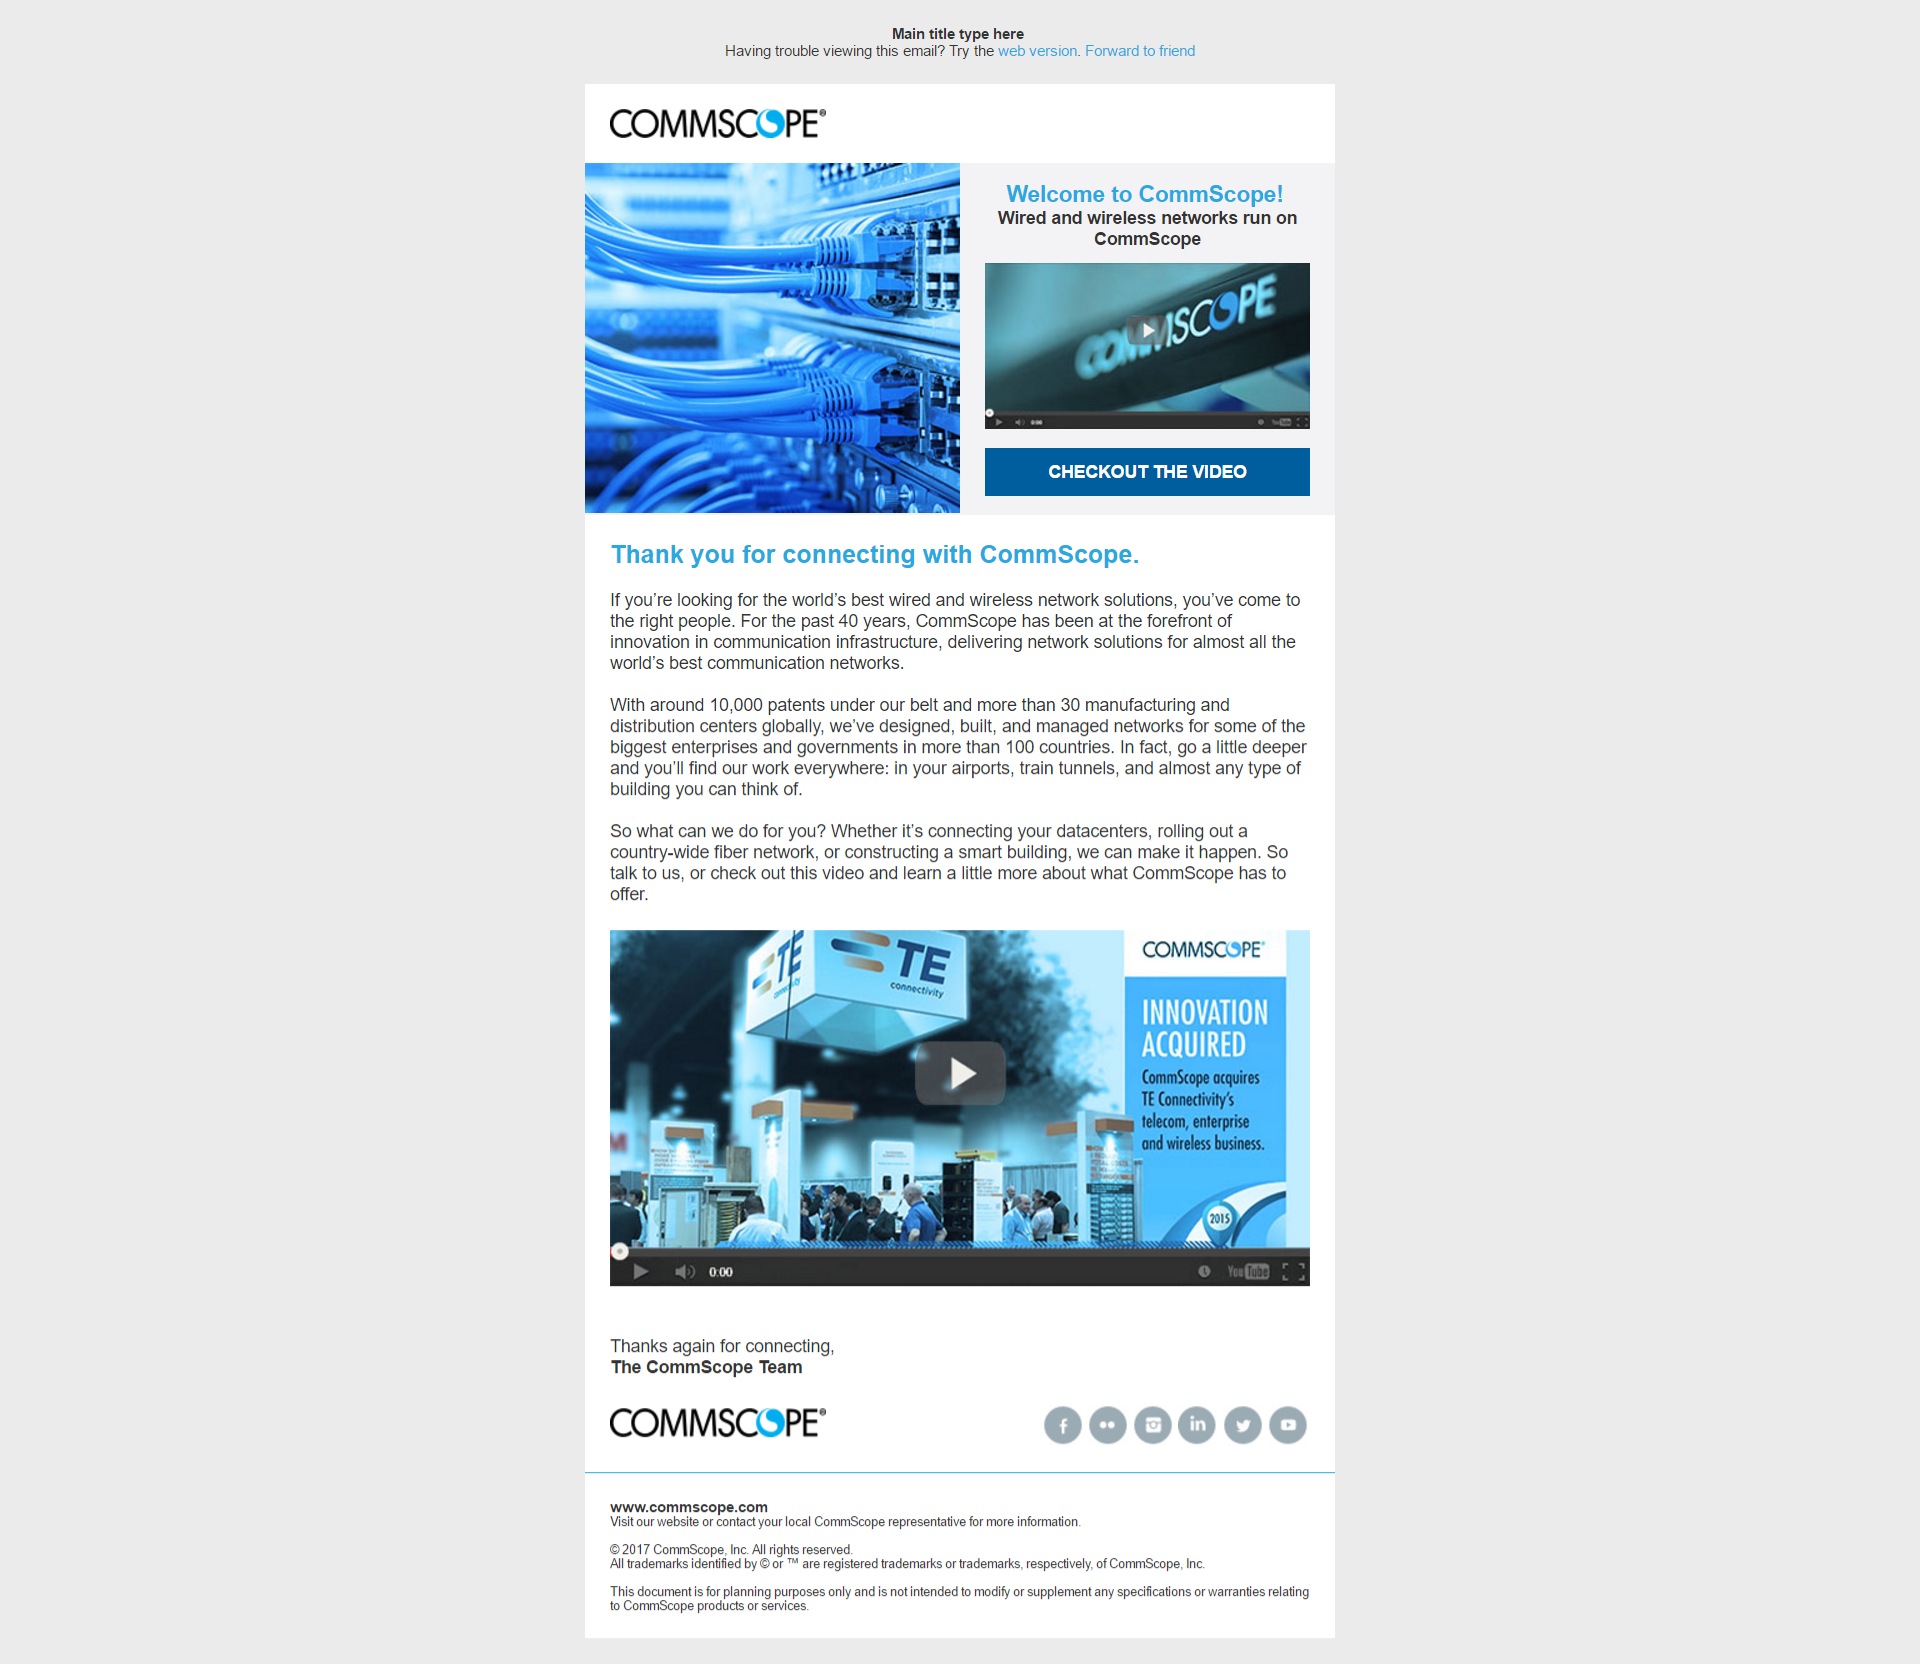 Main title type here
Having trouble viewing this email? Try the web version. Forward to friend
COMMSCOPE®
Welcome to CommScope!
Wired and wireless networks run on
CommScope
COMMSCOPE
0:00
YouTube
CHECKOUT THE VIDEO
Thank you for connecting with CommScope.
If you’re looking for the world’s best wired and wireless network solutions, you’ve come to
the right people. For the past 40 years, CommScope has been at the forefront of
innovation in communication infrastructure, delivering network solutions for almost all the
world’s best communication networks.
With around 10,000 patents under our belt and more than 30 manufacturing and
distribution centers globally, we’ve designed, built, and managed networks for some of the
biggest enterprises and governments in more than 100 countries. In fact, go a little deeper
and you’ll find our work everywhere: in your airports, train tunnels, and almost any type of
building you can think of.
So what can we do for you? Whether it’s connecting your datacenters, rolling out a
country-wide fiber network, or constructing a smart building, we can make it happen. So
talk to us, or check out this video and learn a little more about what CommScope has to
offer.
TE
connectivity
TE
connectivity
COMMSCOPE®
INNOVATION
ACQUIRED
CommScope acquires
TE Connectivity’s
telecom, enterprise
and wireless business.
2015
0:00
YouTube
Thanks again for connecting,
The CommScope Team
COMMSCOPE®
www.commscope.com
Visit our website or contact your local CommScope representative for more information.
© 2017 CommScope, Inc. All rights reserved.
All trademarks identified by © or ™ are registered trademarks or trademarks, respectively, of CommScope, Inc.
This document is for planning purposes only and is not intended to modify or supplement any specifications or warranties relating
to CommScope products or services.